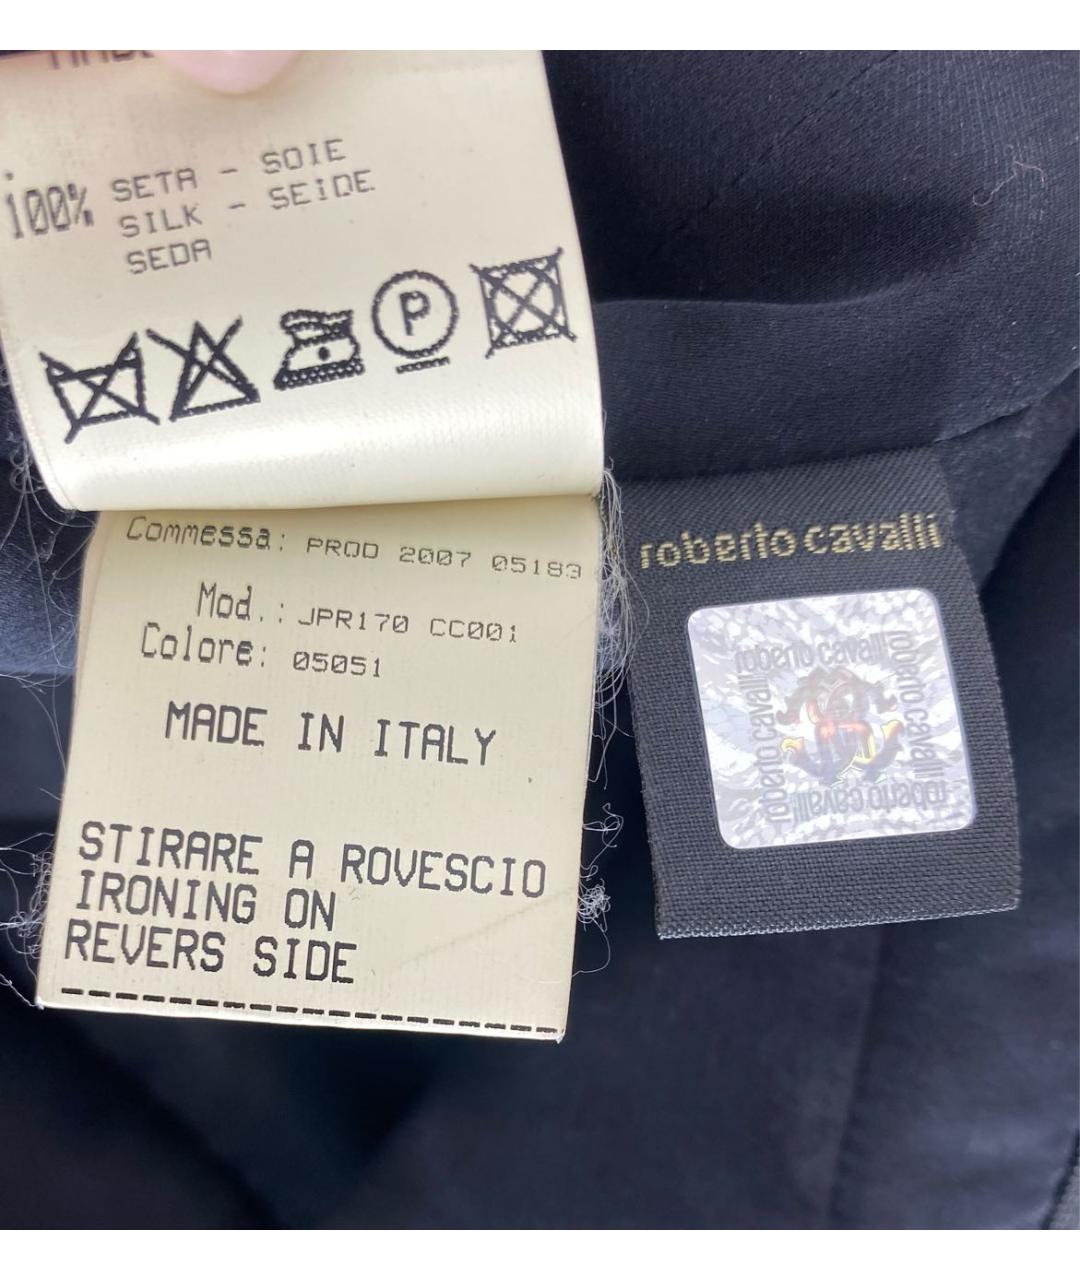 100% SETA - SOIE
SILK - SEIDE
SEDA
P
Commessa: PROD 2007 05183
Mod.: JPR170 CC001
Colore: 05051
MADE IN ITALY
STIRARE A ROVESCIO
IRONING ON
REVERS SIDE
roberto cavalli
roberto cavalli
roberto cavalli
roberto cavalli
roberto cavalli